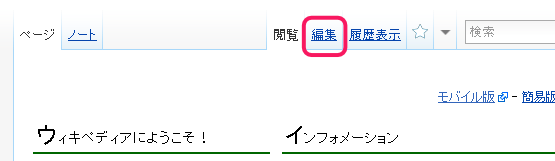 ページ ノート 閲覧 編集 履歴表示 検索
モバイル版 - 簡易版
ウィキペディアにようこそ！ インフォメーション